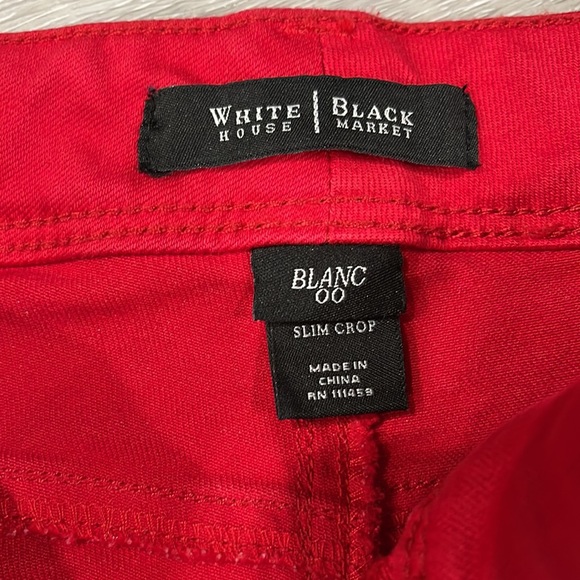 WHITE | BLACK
HOUSE | MARKET
BLANC
00
SLIM CROP
MADE IN
CHINA
RN 111459